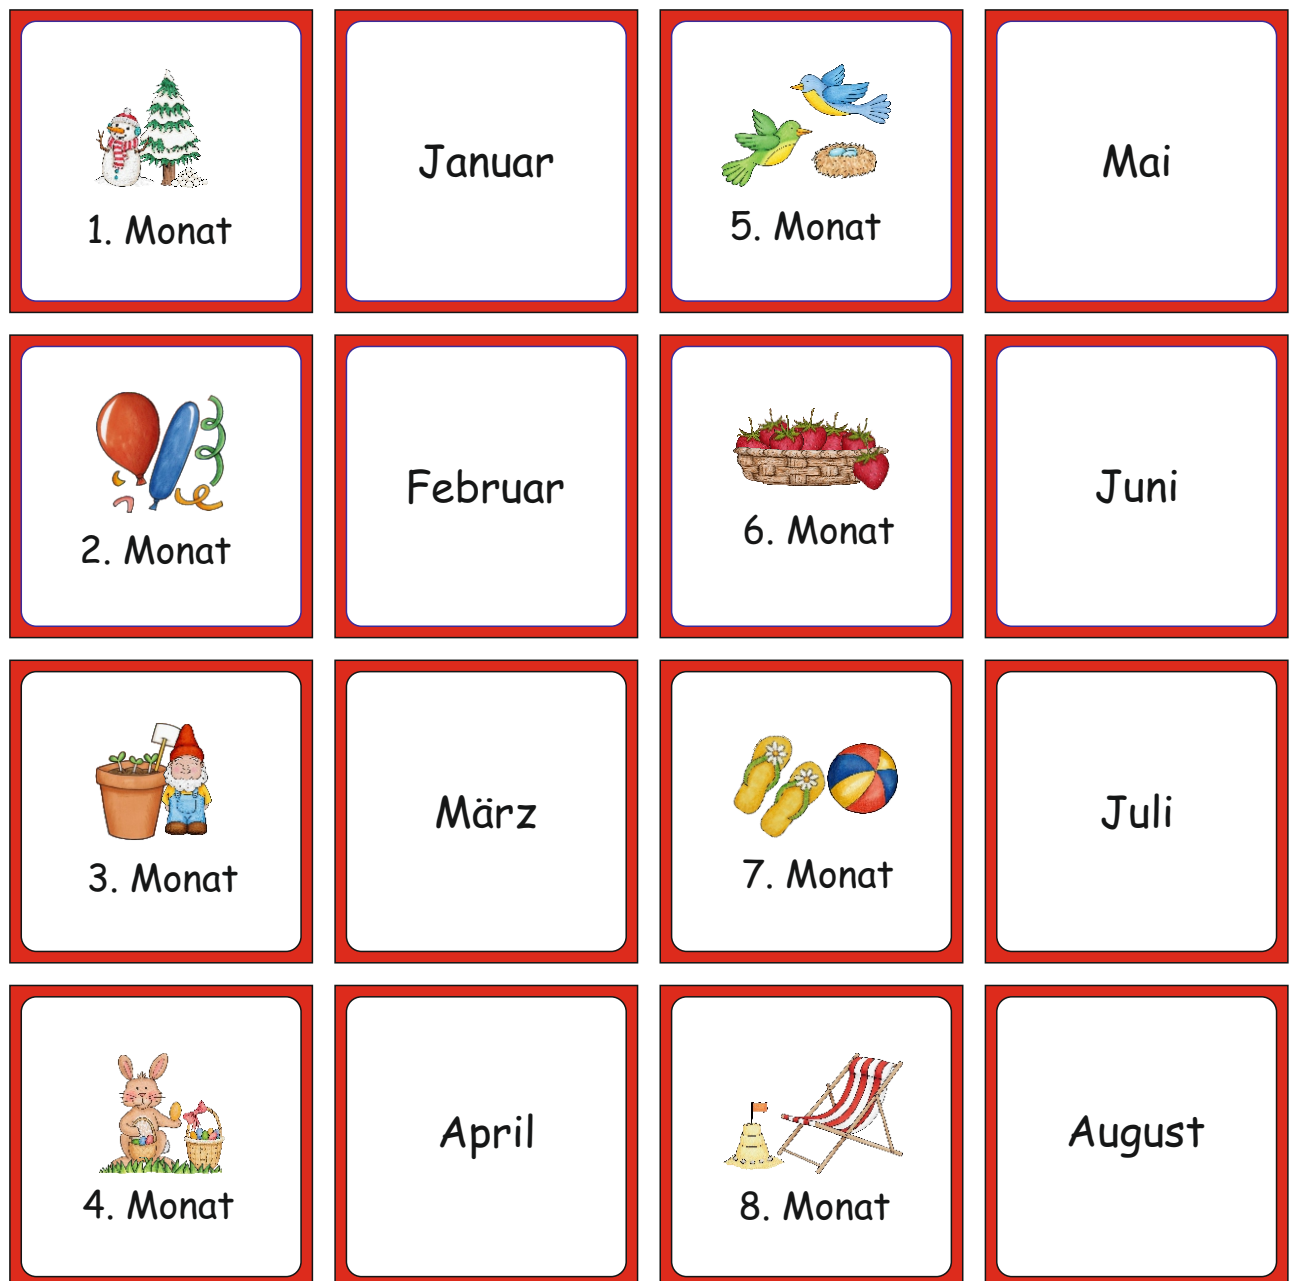 1. Monat
Januar
5. Monat
Mai
2. Monat
Februar
6. Monat
Juni
3. Monat
März
7. Monat
Juli
4. Monat
April
8. Monat
August